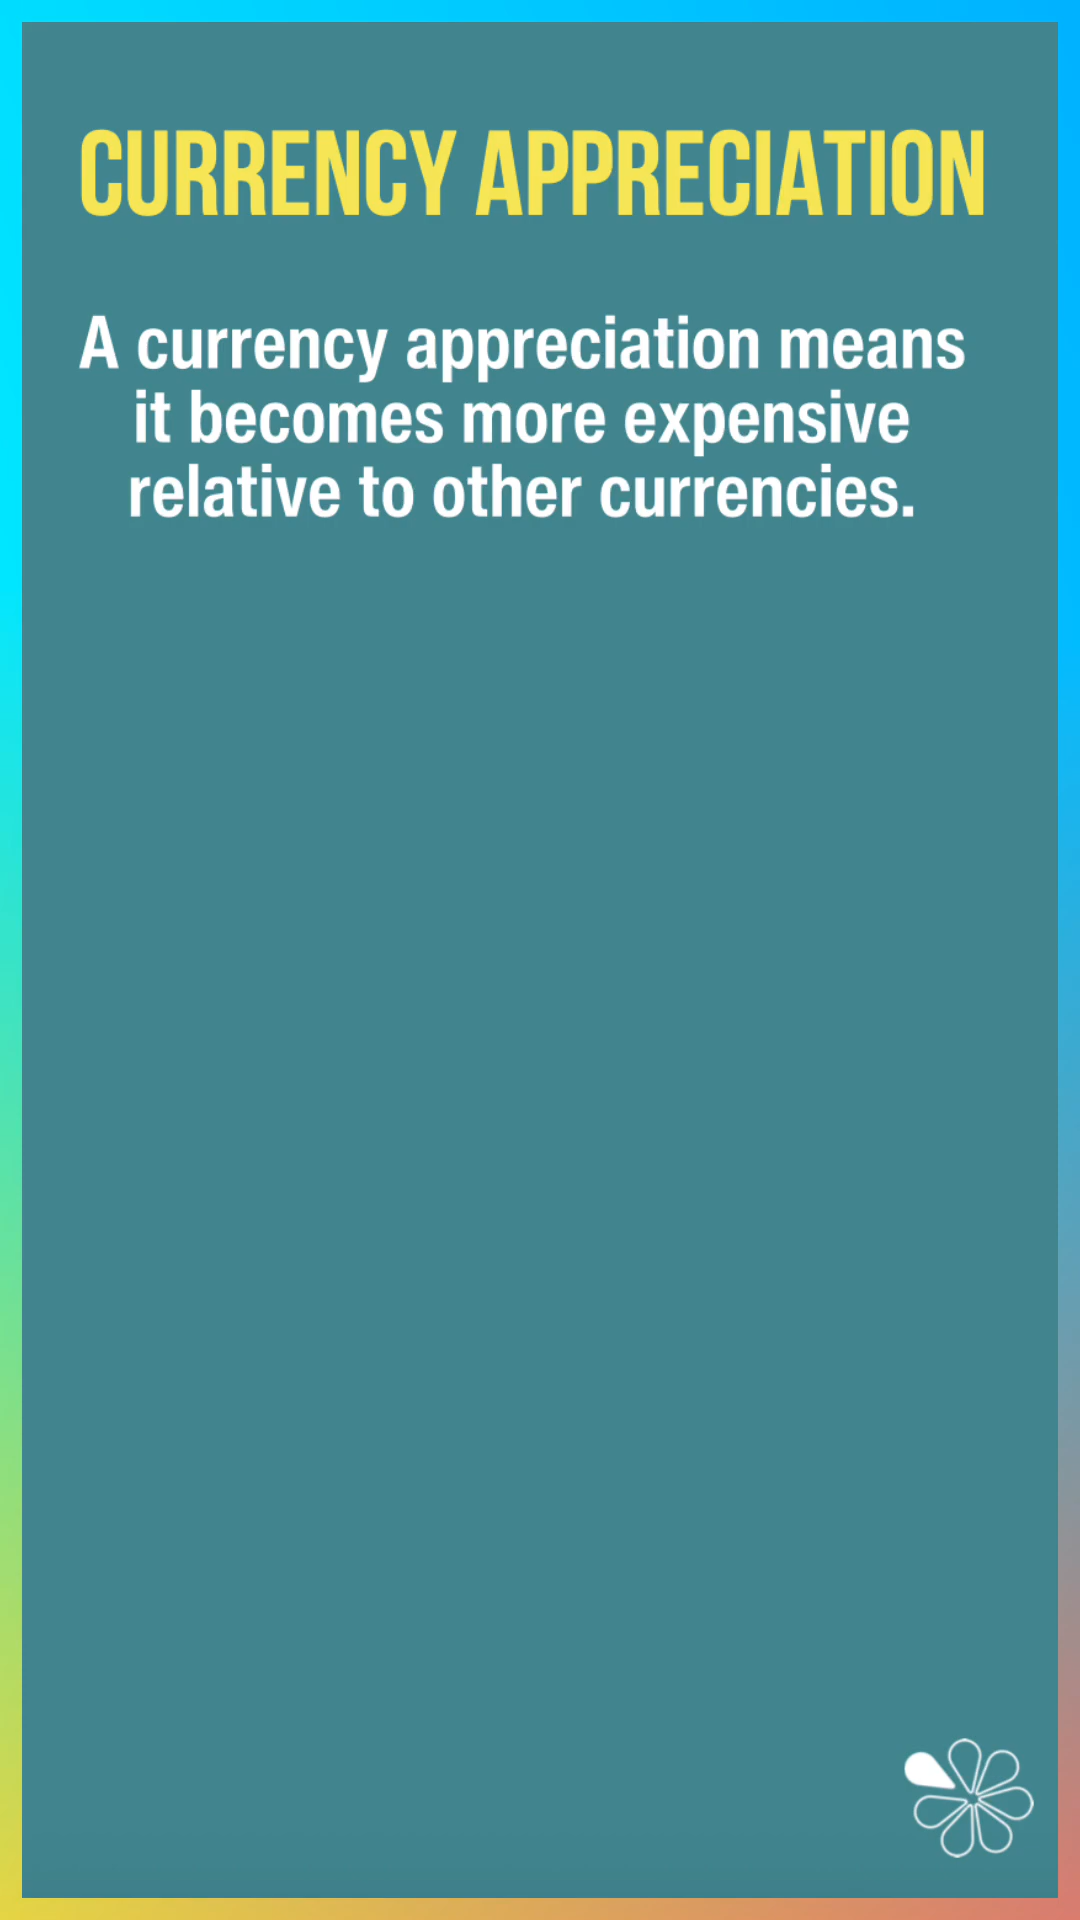 CURRENCY APPRECIATION
A currency appreciation means
it becomes more expensive
relative to other currencies.